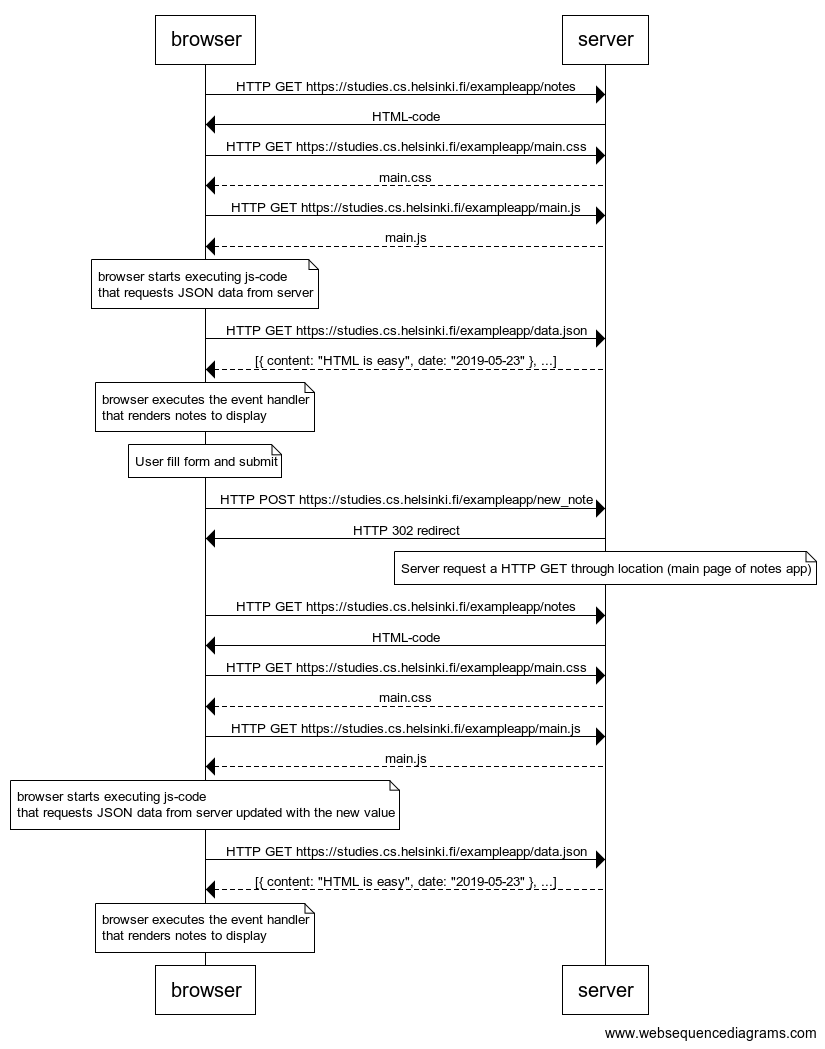 browser
server
HTTP GET https://studies.cs.helsinki.fi/exampleapp/notes
HTML-code
HTTP GET https://studies.cs.helsinki.fi/exampleapp/main.css
main.css
HTTP GET https://studies.cs.helsinki.fi/exampleapp/main.js
main.js
browser starts executing js-code
that requests JSON data from server
HTTP GET https://studies.cs.helsinki.fi/exampleapp/data.json
[{ content: "HTML is easy", date: "2019-05-23" }, ...]
browser executes the event handler
that renders notes to display
User fill form and submit
HTTP POST https://studies.cs.helsinki.fi/exampleapp/new_note
HTTP 302 redirect
Server request a HTTP GET through location (main page of notes app)
HTTP GET https://studies.cs.helsinki.fi/exampleapp/notes
HTML-code
HTTP GET https://studies.cs.helsinki.fi/exampleapp/main.css
main.css
HTTP GET https://studies.cs.helsinki.fi/exampleapp/main.js
main.js
browser starts executing js-code
that requests JSON data from server updated with the new value
HTTP GET https://studies.cs.helsinki.fi/exampleapp/data.json
[{ content: "HTML is easy", date: "2019-05-23" }, ...]
browser executes the event handler
that renders notes to display
browser
server
www.websequencediagrams.com